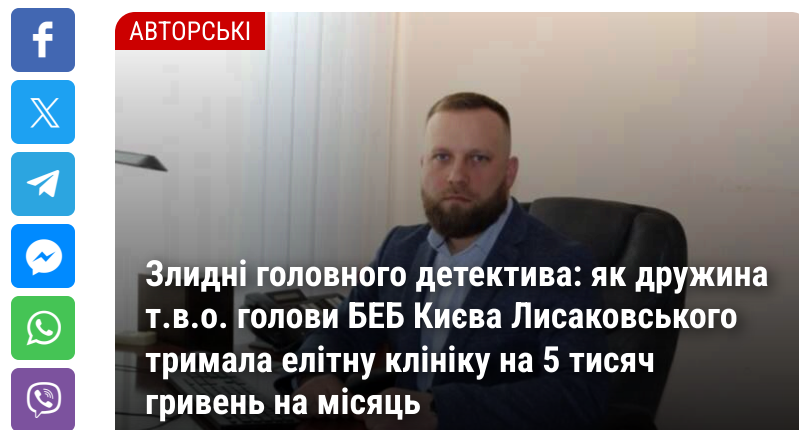 АВТОРСЬКІ
Злидні головного детектива: як дружина
т.в.о. голови БЕБ Києва Лисаковського
тримала елітну клініку на 5 тисяч
гривень на місяць